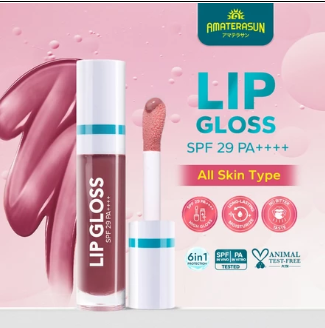 AMATERASUN
アマテラサン
LIP
GLOSS
SPF 29 PA++++
All Skin Type
LIP GLOSS
SPF 29 PA++++
6in1
SPF
PA
TESTED
ANIMAL
TEST-FREE